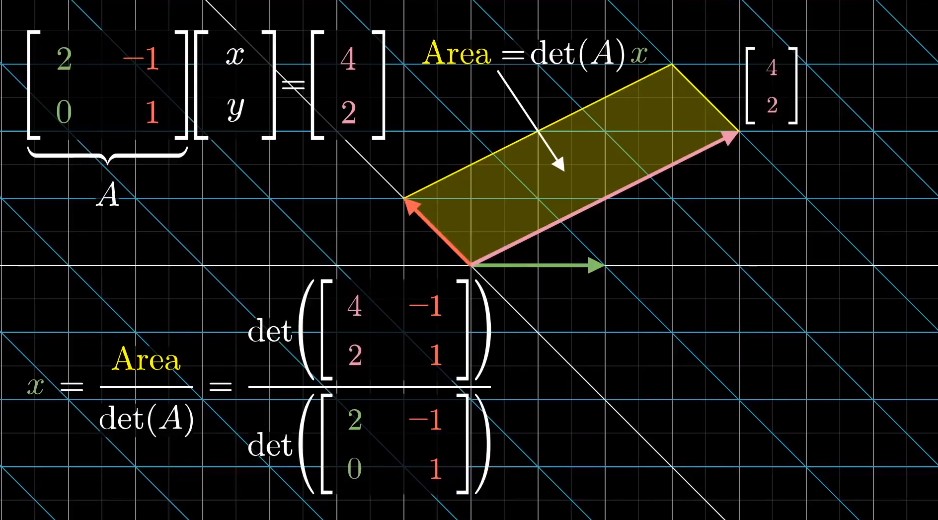 [2 −1; 0 1] [x; y] = [4; 2]
A
Area = det(A)x
[4; 2]
x = Area / det(A) = det([4 −1; 2 1]) / det([2 −1; 0 1])